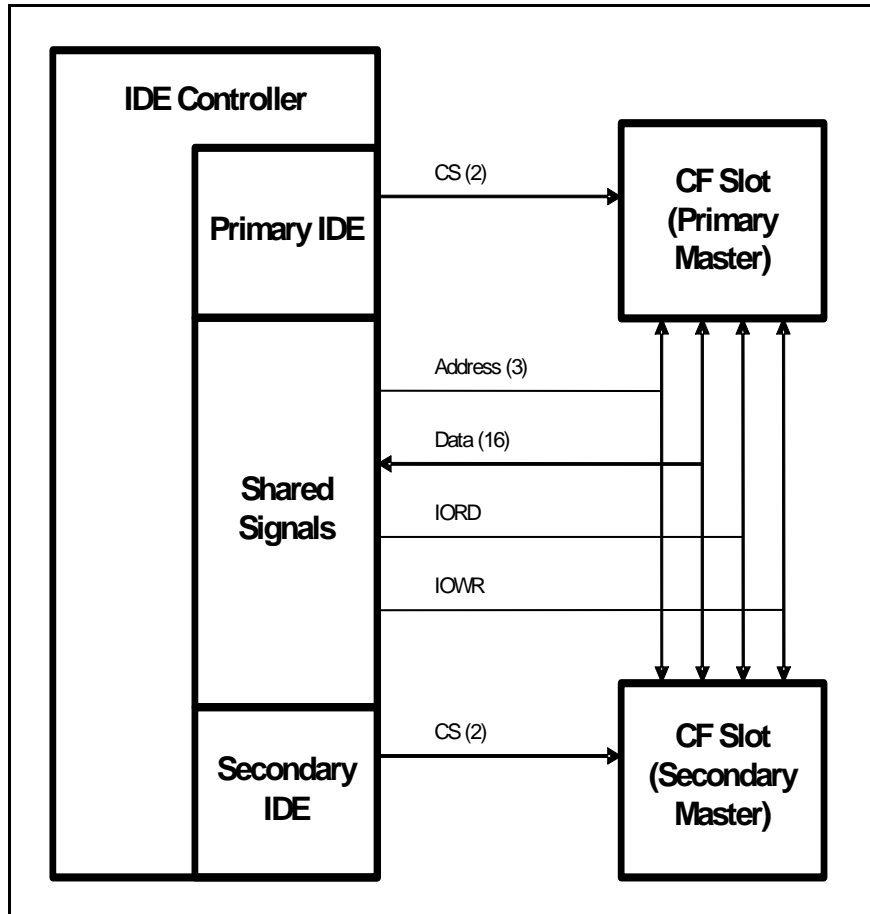 IDE Controller
Primary IDE
CS (2)
CF Slot
(Primary
Master)
Address (3)
Data (16)
Shared
Signals
IORD
IOWR
Secondary
IDE
CS (2)
CF Slot
(Secondary
Master)